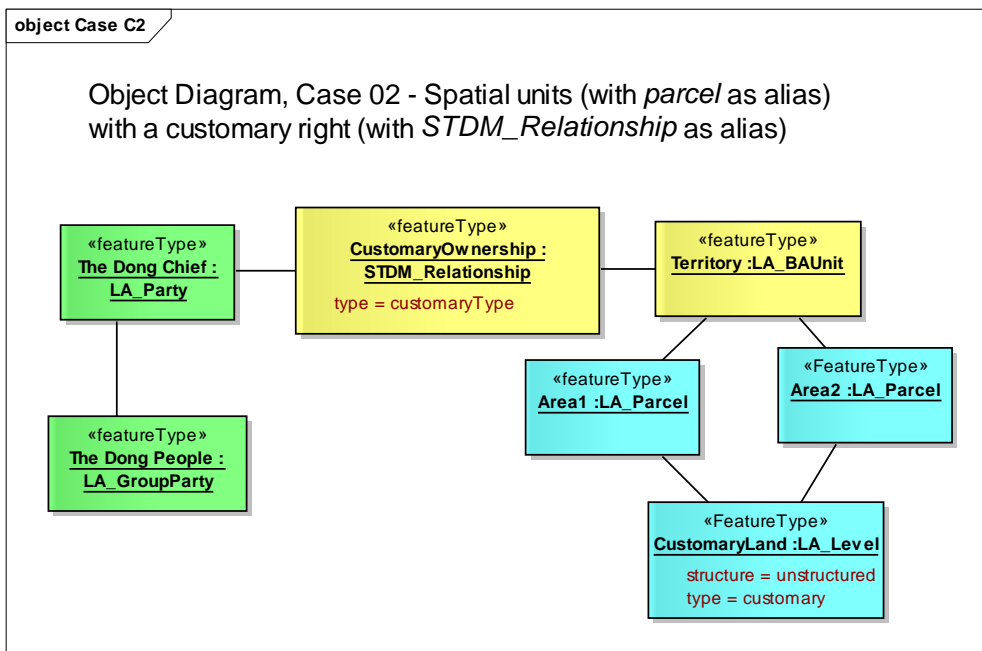 object Case C2
Object Diagram, Case 02 - Spatial units (with parcel as alias)
with a customary right (with STDM_Relationship as alias)
«featureType»
The Dong Chief :
LA_Party
«featureType»
CustomaryOwnership :
STDM_Relationship
type = customaryType
«featureType»
Territory :LA_BAUnit
«featureType»
Area1 :LA_Parcel
«FeatureType»
Area2 :LA_Parcel
«featureType»
The Dong People :
LA_GroupParty
«FeatureType»
CustomaryLand :LA_Level
structure = unstructured
type = customary